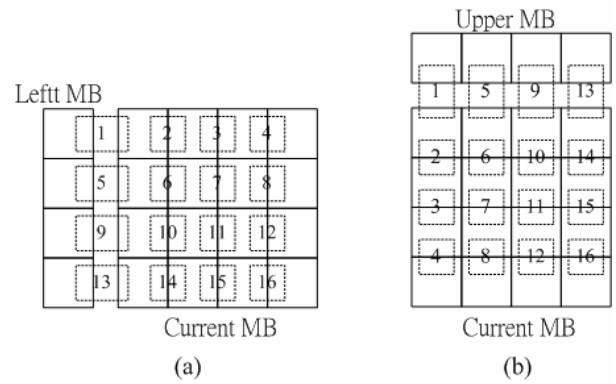 Upper MB
Leftt MB
1 2 3 4
5 6 7 8
9 10 11 12
13 14 15 16
Current MB
(a)
1 5 9 13
2 6 10 14
3 7 11 15
4 8 12 16
Current MB
(b)